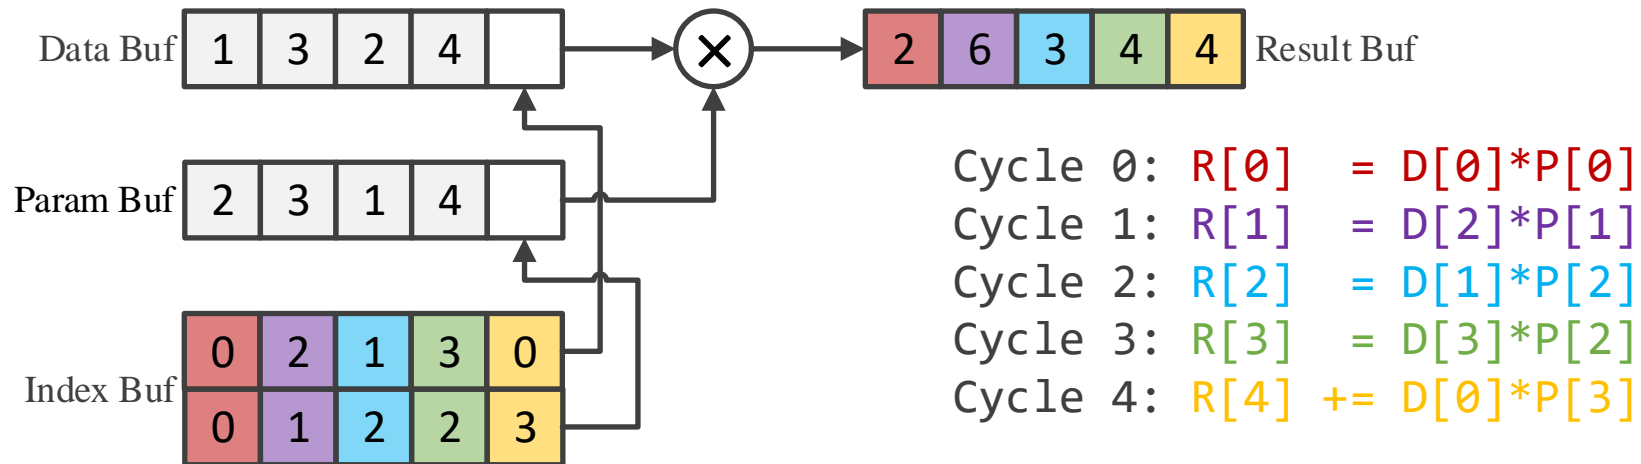 Data Buf 1 3 2 4 × 2 6 3 4 4 Result Buf
Param Buf 2 3 1 4
Index Buf
0 2 1 3 0
0 1 2 2 3
Cycle 0: R[0] = D[0]*P[0]
Cycle 1: R[1] = D[2]*P[1]
Cycle 2: R[2] = D[1]*P[2]
Cycle 3: R[3] = D[3]*P[2]
Cycle 4: R[4] += D[0]*P[3]